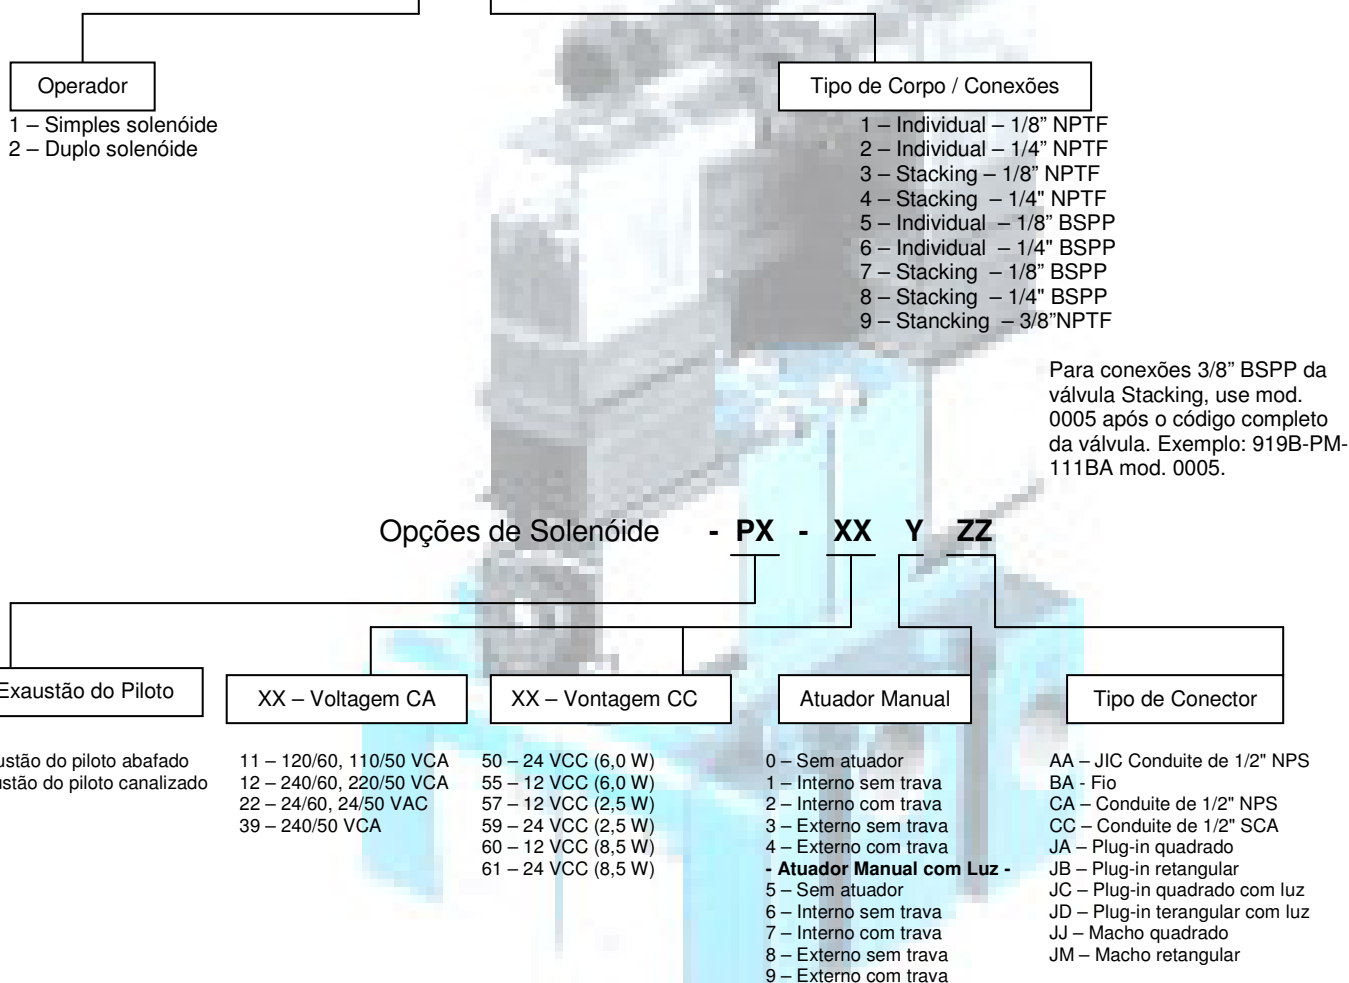 Operador
1 – Simples solenóide
2 – Duplo solenóide
Tipo de Corpo / Conexões
1 – Individual – 1/8” NPTF
2 – Individual – 1/4” NPTF
3 – Stacking – 1/8” NPTF
4 – Stacking – 1/4" NPTF
5 – Individual – 1/8” BSPP
6 – Individual – 1/4" BSPP
7 – Stacking – 1/8” BSPP
8 – Stacking – 1/4" BSPP
9 – Stancking – 3/8”NPTF
Para conexões 3/8” BSPP da
válvula Stacking, use mod.
0005 após o código completo
da válvula. Exemplo: 919B-PM-
111BA mod. 0005.
Opções de Solenóide - PX - XX Y ZZ
Exaustão do Piloto
ustão do piloto abafado
ustão do piloto canalizado
XX – Voltagem CA
11 – 120/60, 110/50 VCA
12 – 240/60, 220/50 VCA
22 – 24/60, 24/50 VAC
39 – 240/50 VCA
XX – Vontagem CC
50 – 24 VCC (6,0 W)
55 – 12 VCC (6,0 W)
57 – 12 VCC (2,5 W)
59 – 24 VCC (2,5 W)
60 – 12 VCC (8,5 W)
61 – 24 VCC (8,5 W)
Atuador Manual
0 – Sem atuador
1 – Interno sem trava
2 – Interno com trava
3 – Externo sem trava
4 – Externo com trava
- Atuador Manual com Luz -
5 – Sem atuador
6 – Interno sem trava
7 – Interno com trava
8 – Externo sem trava
9 – Externo com trava
Tipo de Conector
AA – JIC Conduite de 1/2" NPS
BA - Fio
CA – Conduite de 1/2" NPS
CC – Conduite de 1/2" SCA
JA – Plug-in quadrado
JB – Plug-in retangular
JC – Plug-in quadrado com luz
JD – Plug-in terangular com luz
JJ – Macho quadrado
JM – Macho retangular